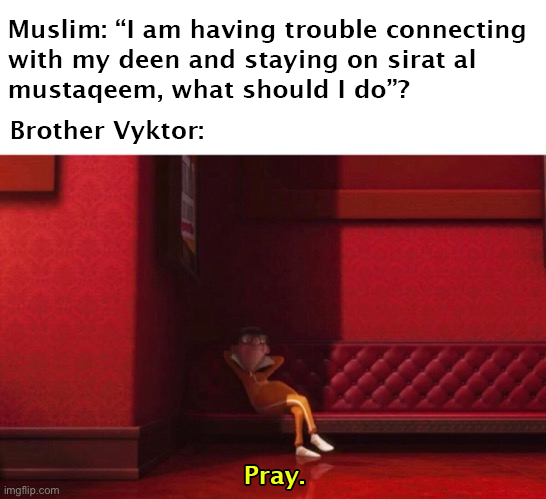 Muslim: “I am having trouble connecting
with my deen and staying on sirat al
mustaqeem, what should I do”?
Brother Vyktor:
Pray.
imgflip.com